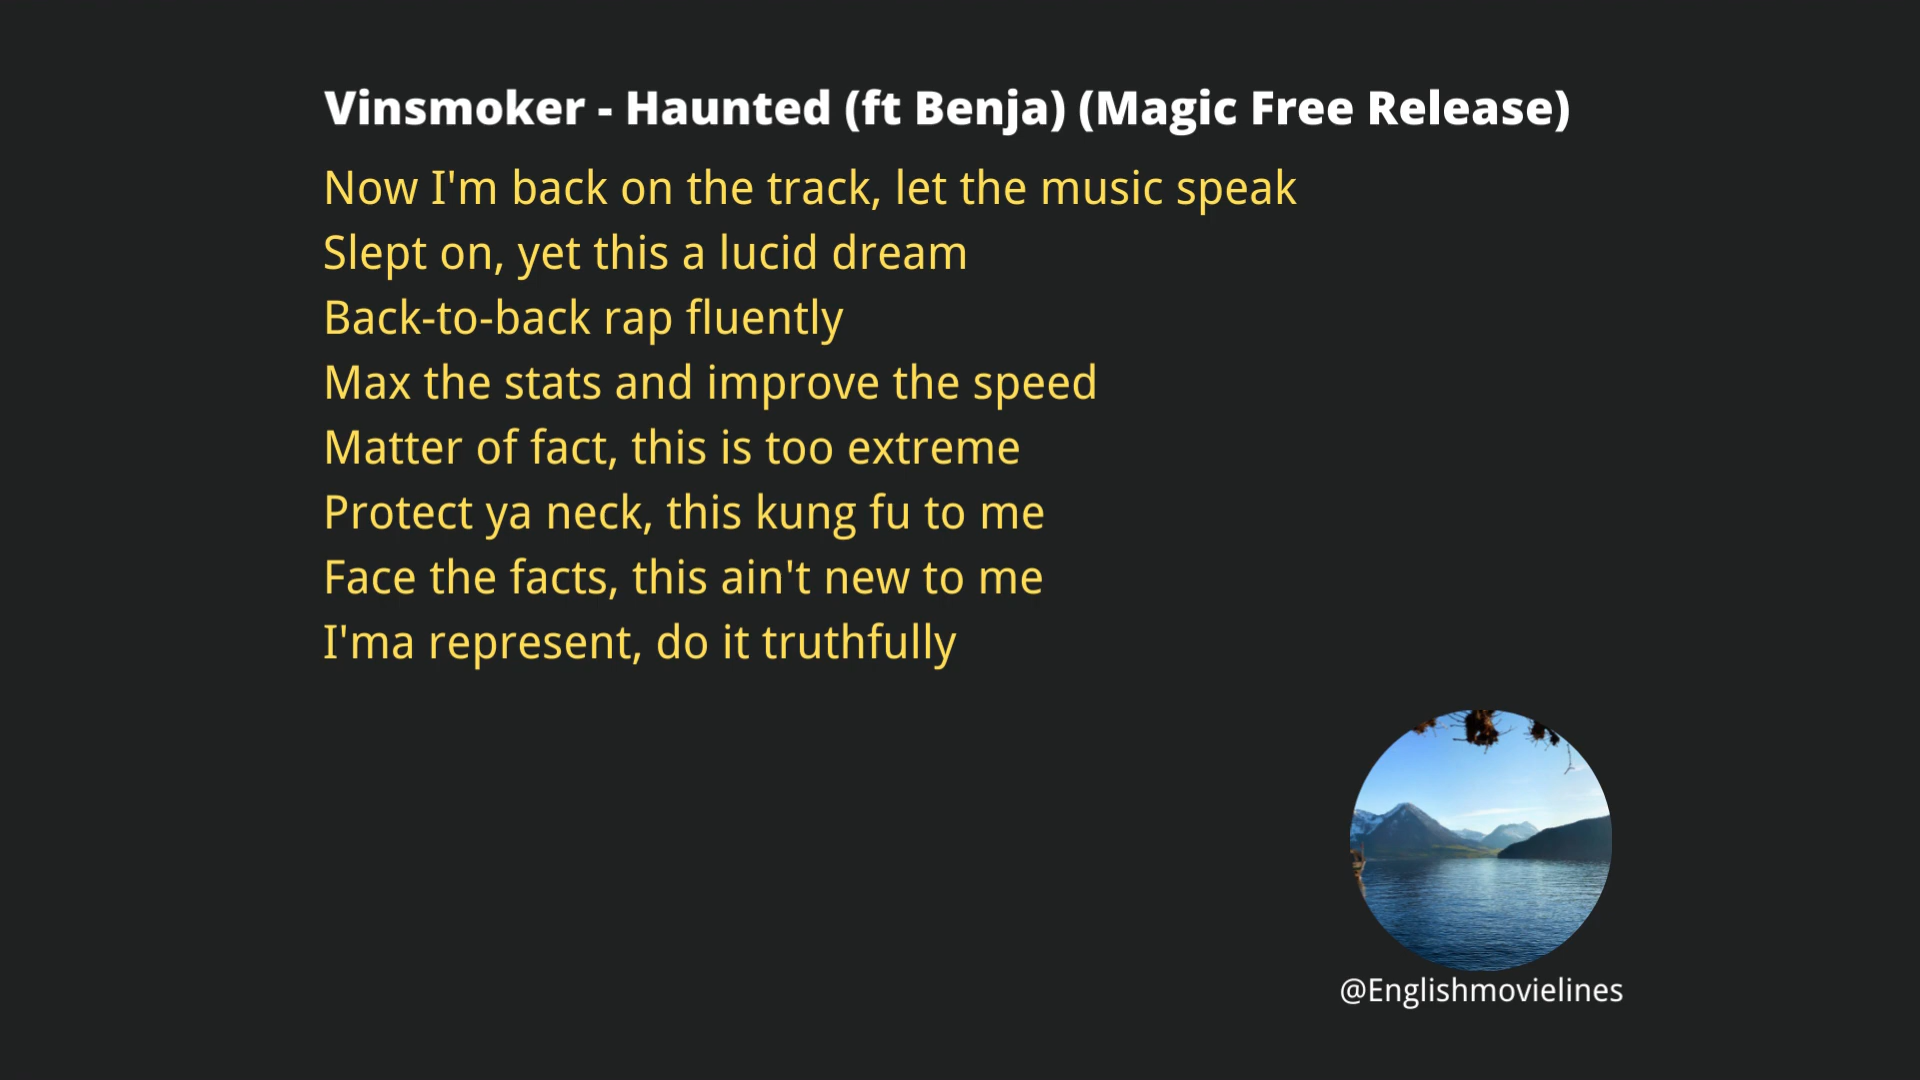 Vinsmoker - Haunted (ft Benja) (Magic Free Release)
Now I'm back on the track, let the music speak
Slept on, yet this a lucid dream
Back-to-back rap fluently
Max the stats and improve the speed
Matter of fact, this is too extreme
Protect ya neck, this kung fu to me
Face the facts, this ain't new to me
I'ma represent, do it truthfully
@Englishmovielines